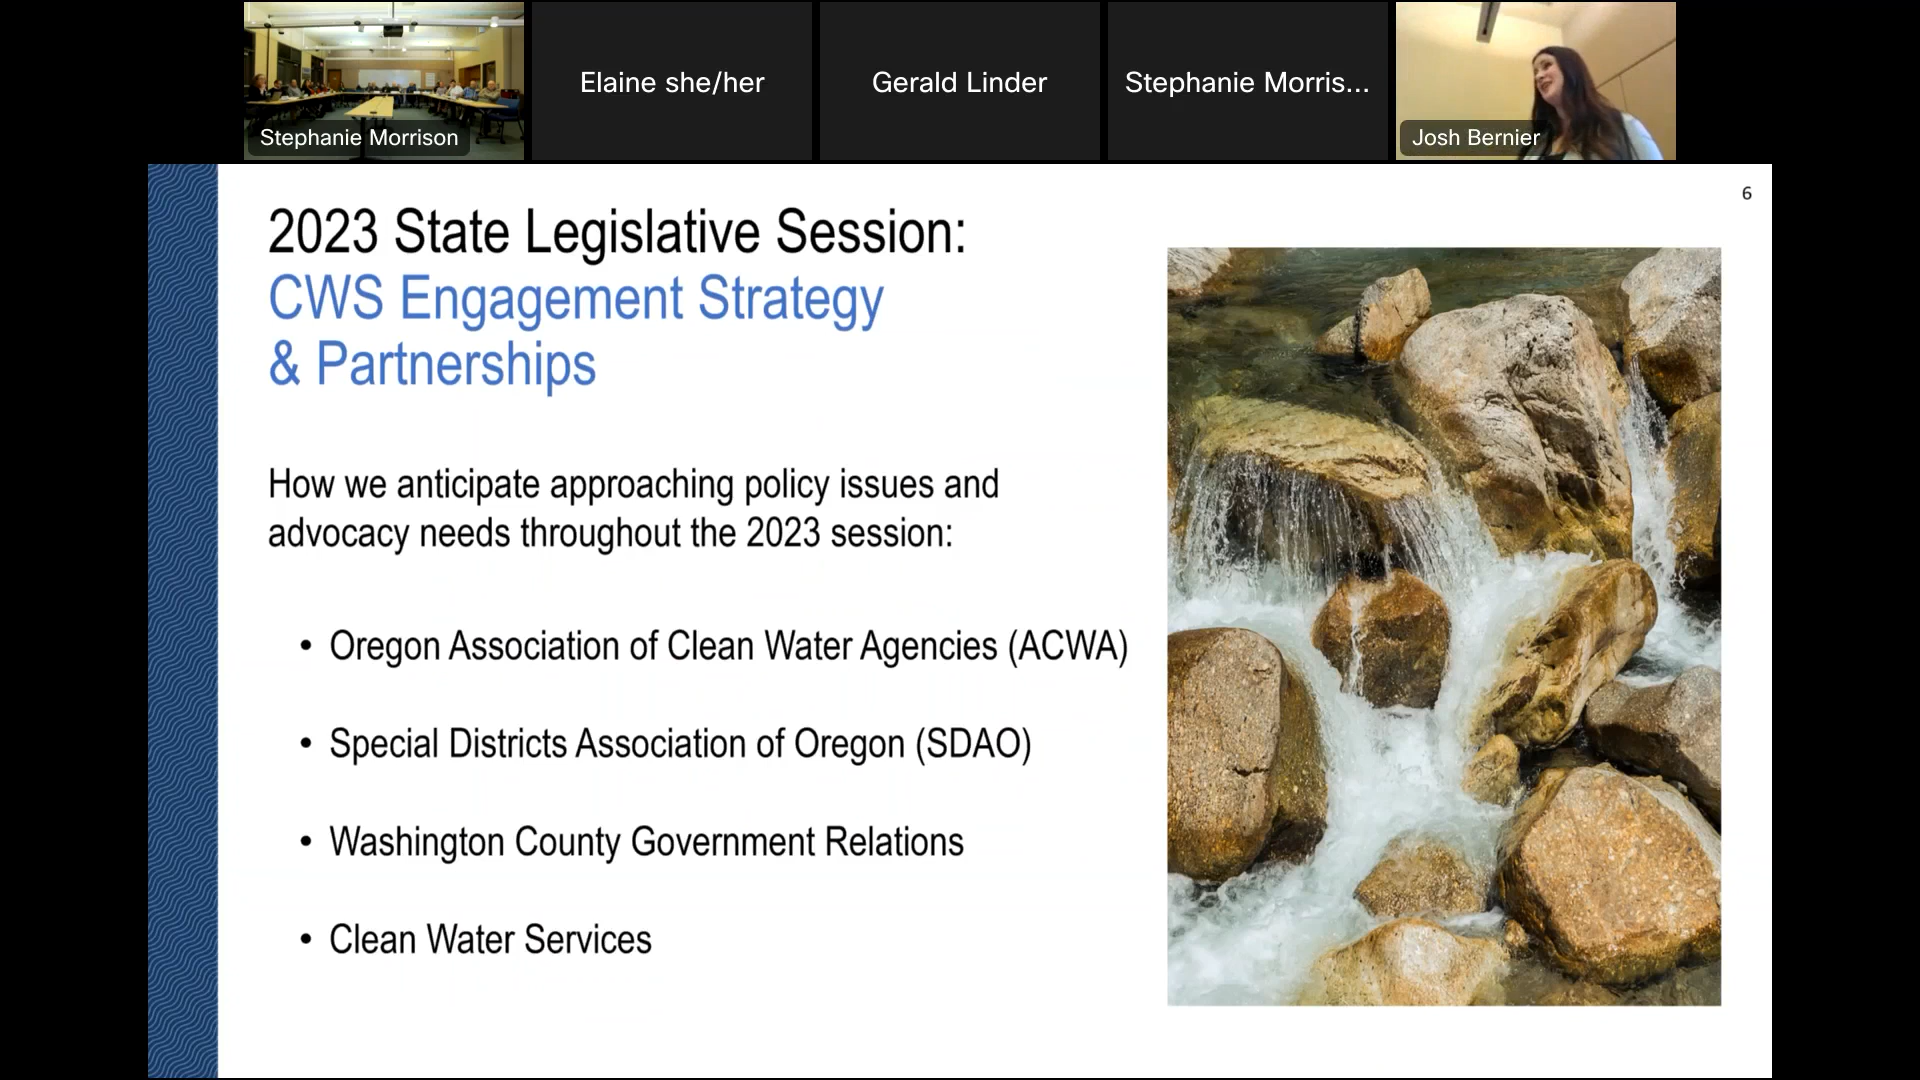 Stephanie Morrison
Elaine she/her
Gerald Linder
Stephanie Morris...
Josh Bernier
6
2023 State Legislative Session:
CWS Engagement Strategy
& Partnerships
How we anticipate approaching policy issues and
advocacy needs throughout the 2023 session:
• Oregon Association of Clean Water Agencies (ACWA)
• Special Districts Association of Oregon (SDAO)
• Washington County Government Relations
• Clean Water Services